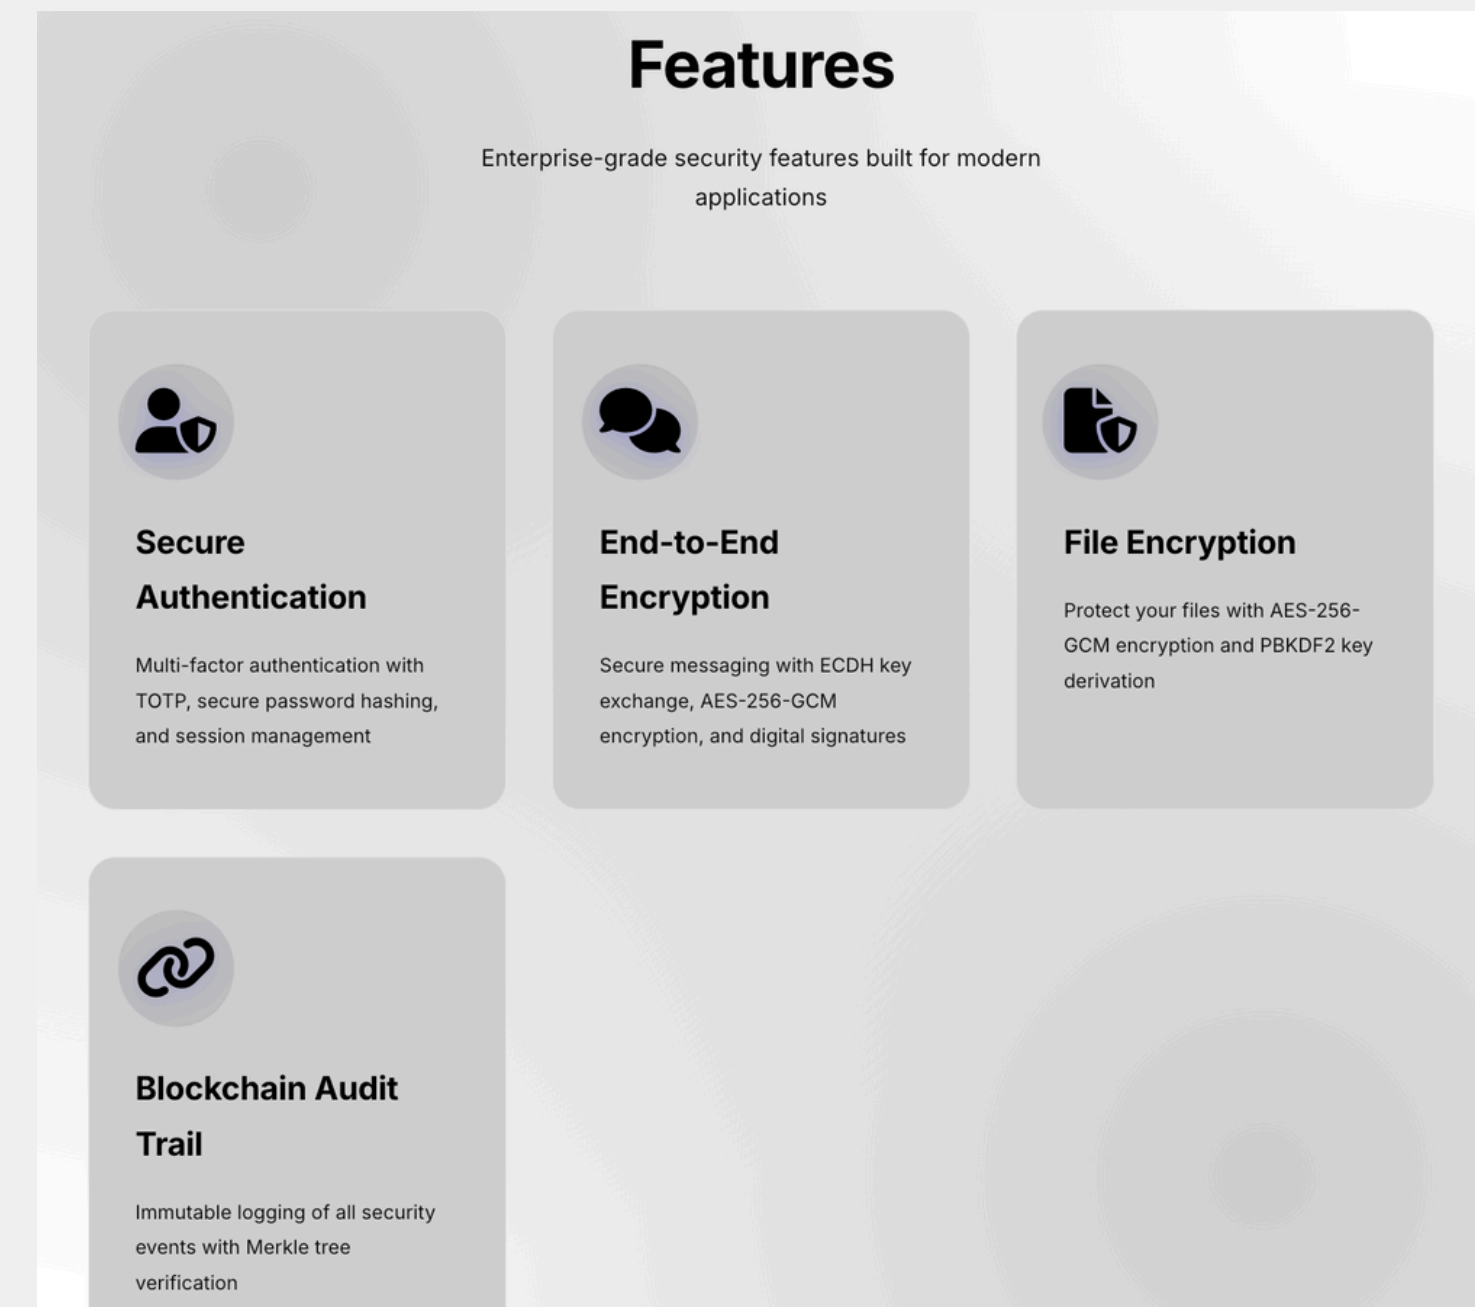 Features
Enterprise-grade security features built for modern
applications
Secure
Authentication
Multi-factor authentication with
TOTP, secure password hashing,
and session management
End-to-End
Encryption
Secure messaging with ECDH key
exchange, AES-256-GCM
encryption, and digital signatures
File Encryption
Protect your files with AES-256-
GCM encryption and PBKDF2 key
derivation
Blockchain Audit
Trail
Immutable logging of all security
events with Merkle tree
verification